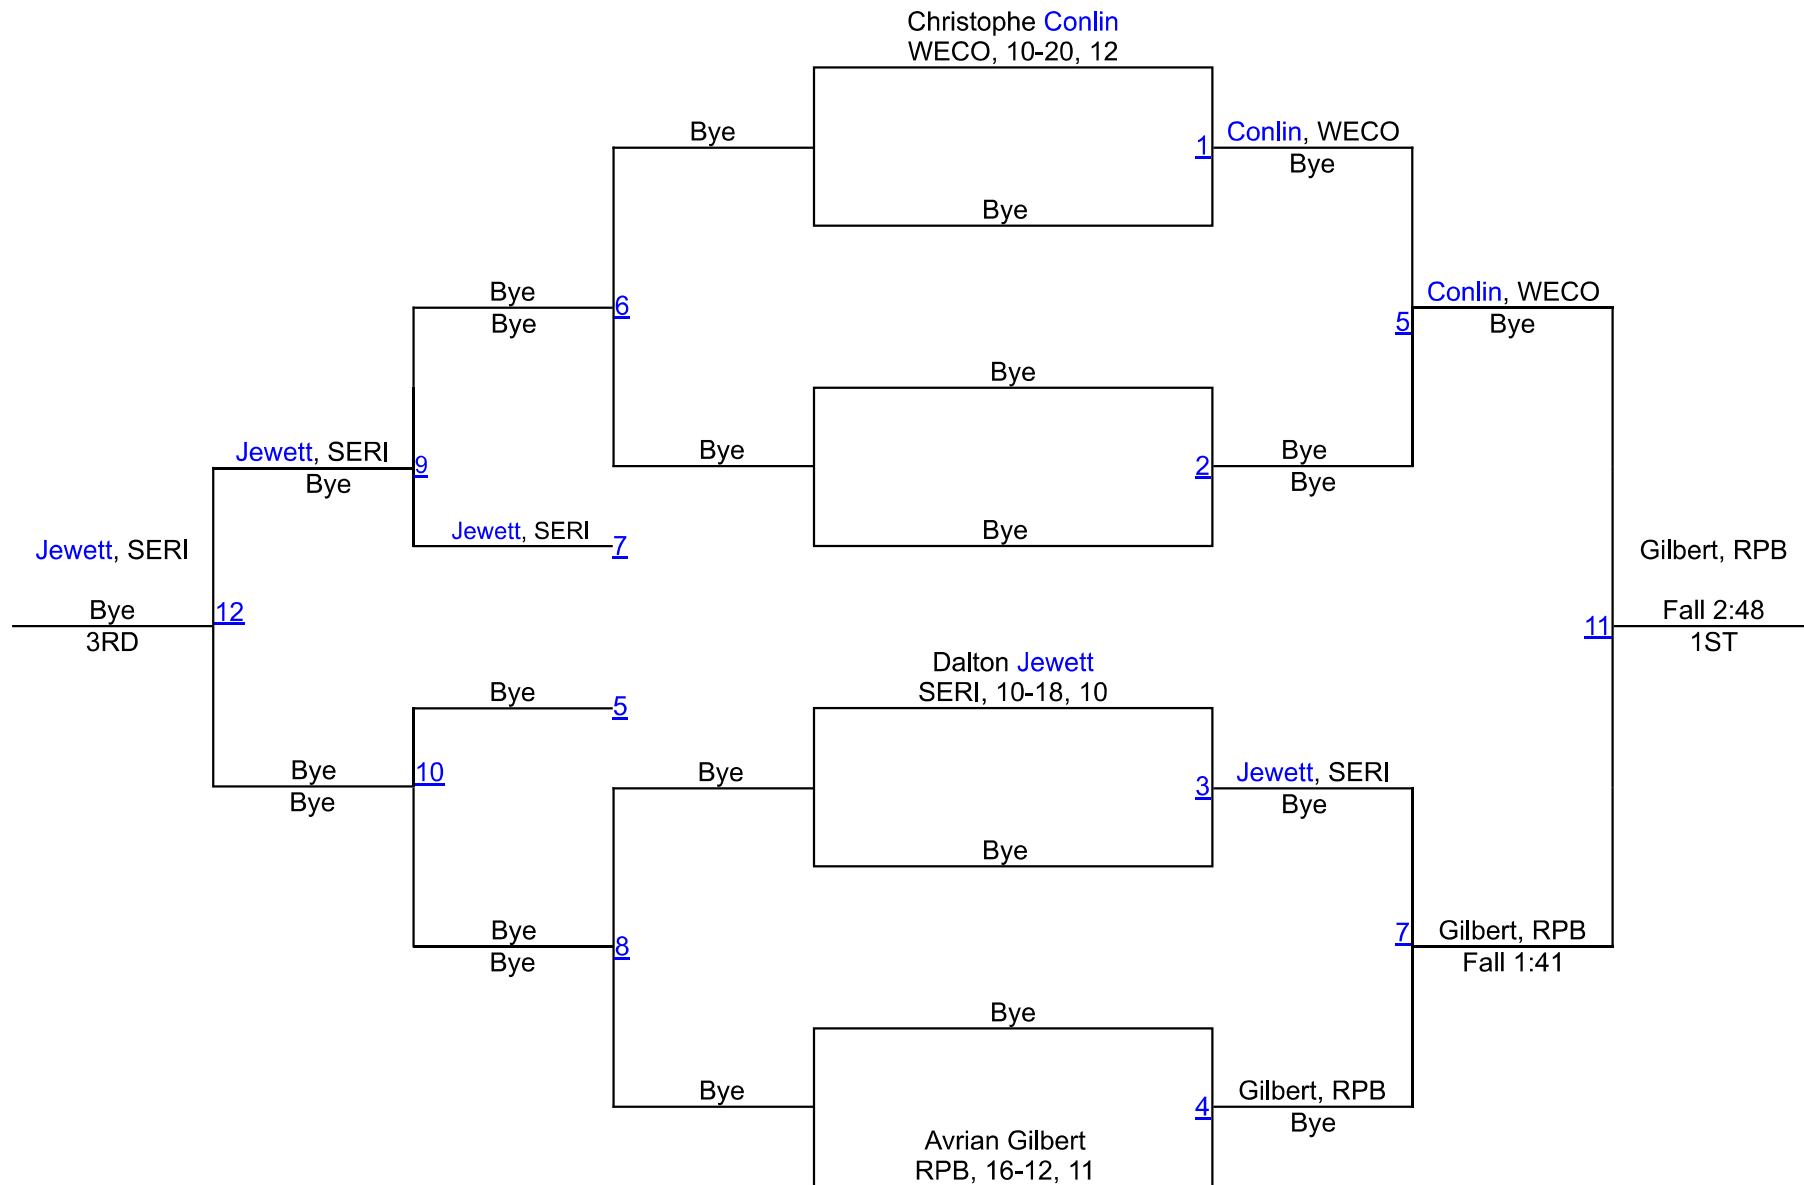 Christophe Conlin
WECO, 10-20, 12
Bye
1
Conlin, WECO
Bye
Bye
Bye
Bye
6
Conlin, WECO
Bye
5
Bye
Jewett, SERI
Bye
9
Bye
2
Bye
Bye
Jewett, SERI
7
Bye
Jewett, SERI
Bye
3RD
12
Gilbert, RPB
Fall 2:48
1ST
11
Dalton Jewett
SERI, 10-18, 10
Bye
5
Bye
Bye
10
Bye
3
Jewett, SERI
Bye
Bye
Bye
Bye
8
7
Gilbert, RPB
Fall 1:41
Bye
Bye
4
Gilbert, RPB
Bye
Avrian Gilbert
RPB, 16-12, 11